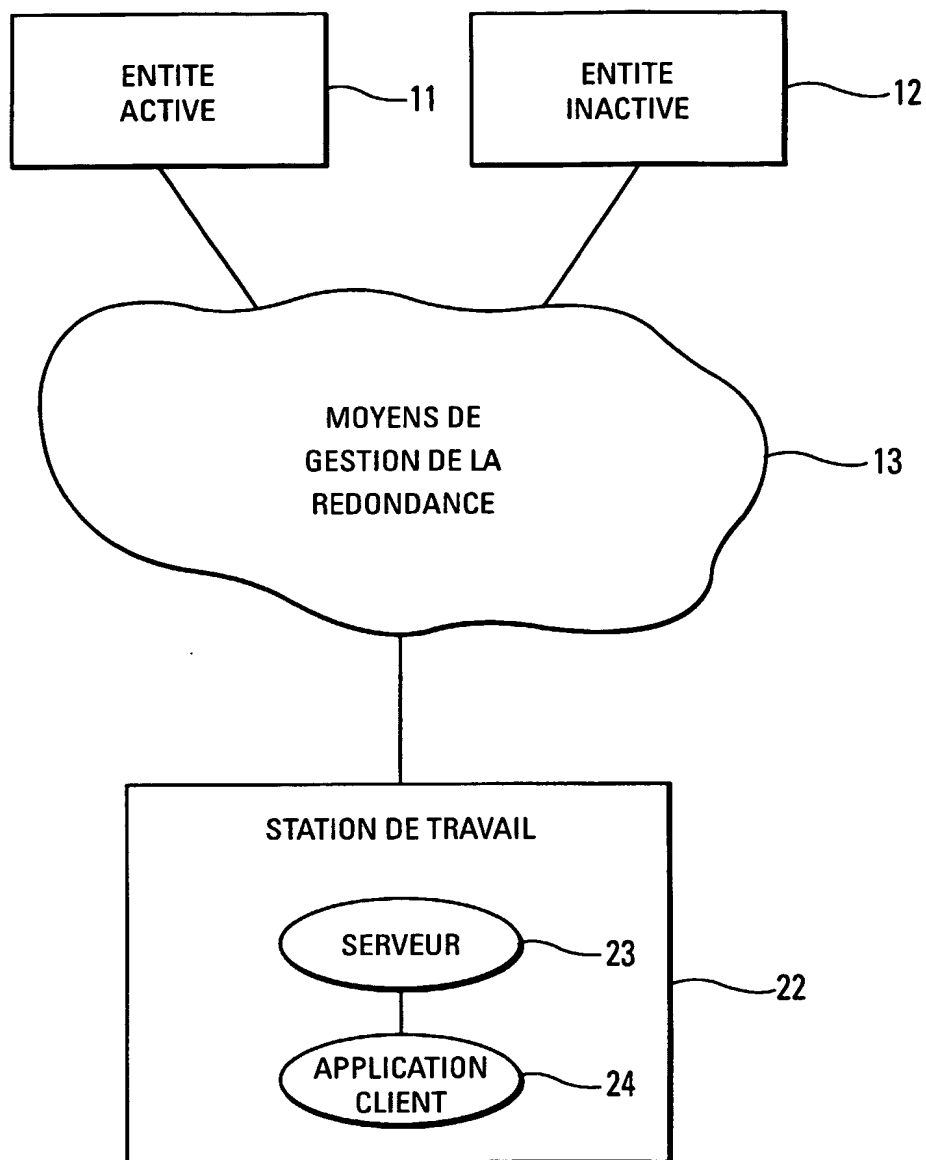 ENTITE
ACTIVE
11
ENTITE
INACTIVE
12
MOYENS DE
GESTION DE LA
REDONDANCE
13
STATION DE TRAVAIL
SERVEUR
23
22
APPLICATION
CLIENT
24